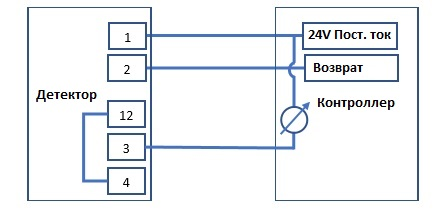 1
24V Пост. ток
2
Возврат
Детектор
12
Контроллер
3
4